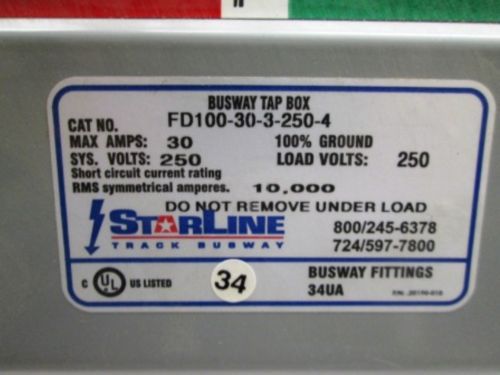 BUSWAY TAP BOX
CAT NO. FD100-30-3-250-4
MAX AMPS: 30 100% GROUND
SYS. VOLTS: 250 LOAD VOLTS: 250
Short circuit current rating
RMS symmetrical amperes. 10,000
DO NOT REMOVE UNDER LOAD
STARLINE
TRACK BUSWAY
800/245-6378
724/597-7800
C UL US LISTED
34
BUSWAY FITTINGS
34UA